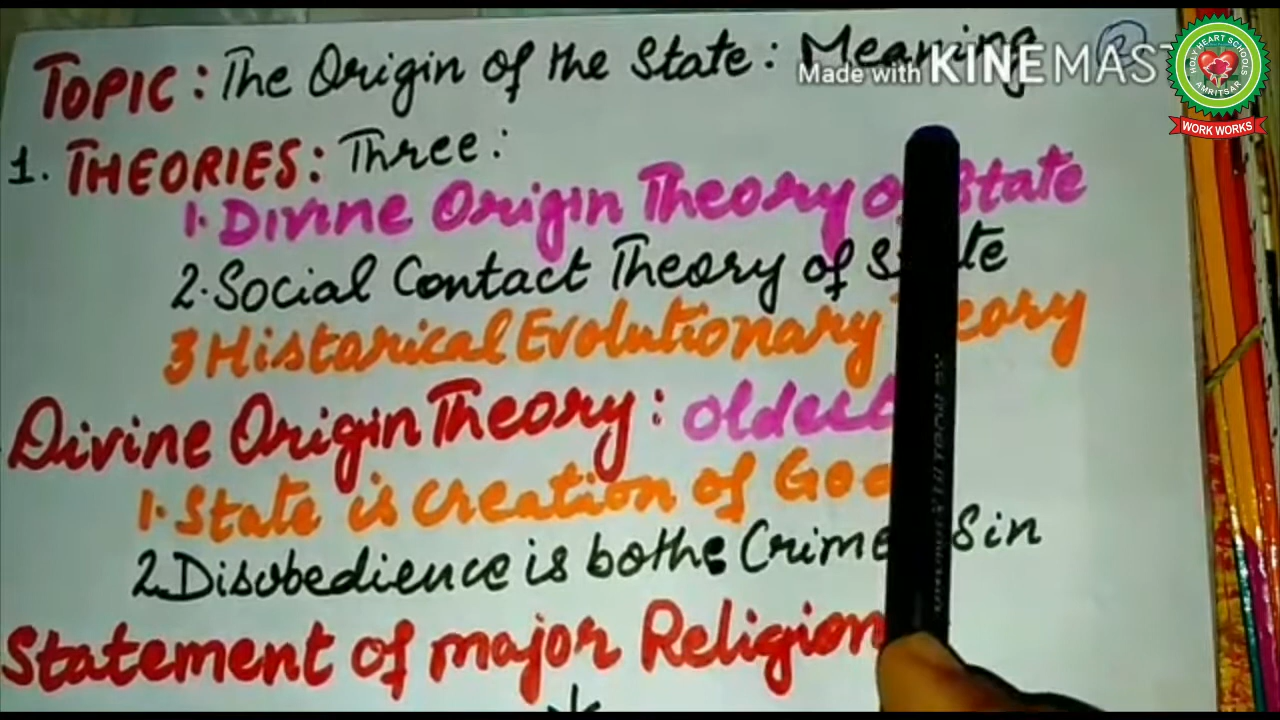 TOPIC: The Origin of the State: Meaning
Made with KINEMAS
HOLY HEART SCHOOLS
AMRITSAR
WORK WORKS
1. THEORIES: Three:
1. Divine Origin Theory of State
2. Social Contact Theory of State
3 Historical Evolutionary Theory
Divine Origin Theory: oldest
1. State is creation of God
2. Disobedience is both: Crime Sin
Statement of major Religion